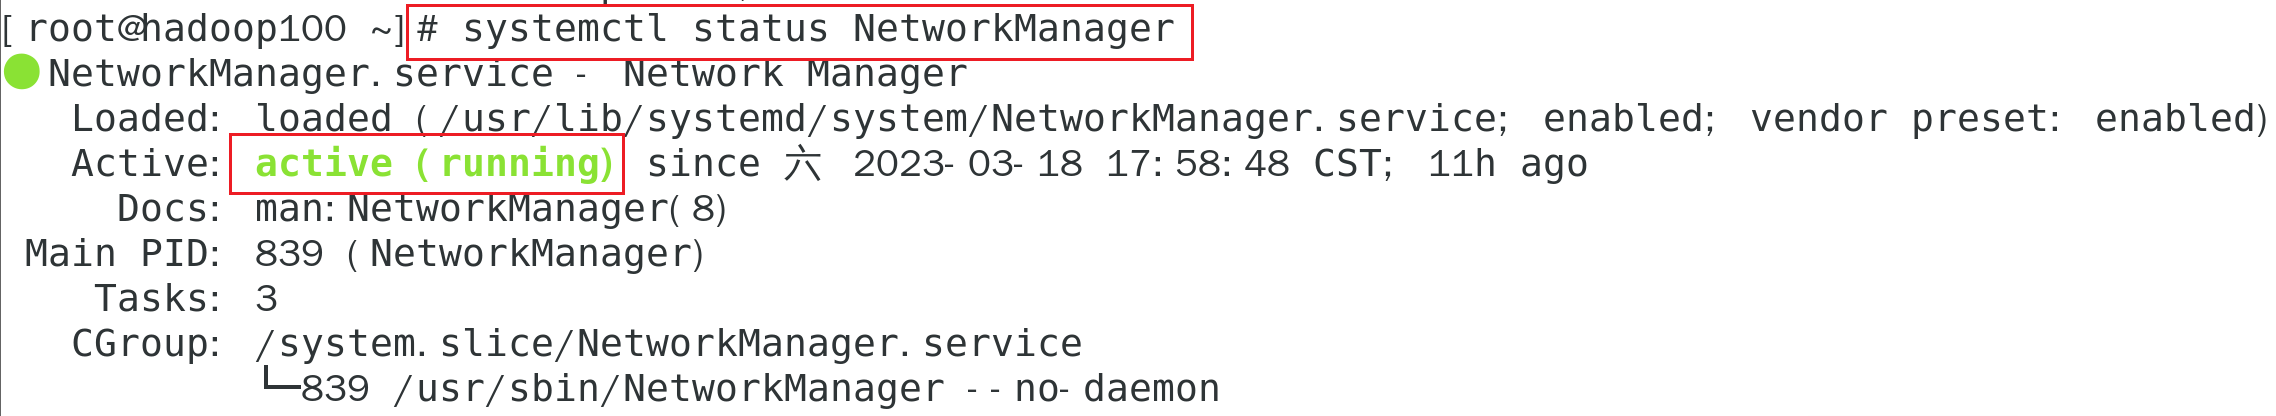 [root@hadoop100 ~]# systemctl status NetworkManager
● NetworkManager.service - Network Manager
Loaded: loaded (/usr/lib/systemd/system/NetworkManager.service; enabled; vendor preset: enabled)
Active: active (running) since 六 2023-03-18 17:58:48 CST; 11h ago
Docs: man:NetworkManager(8)
Main PID: 839 (NetworkManager)
Tasks: 3
CGroup: /system.slice/NetworkManager.service
└─839 /usr/sbin/NetworkManager --no-daemon